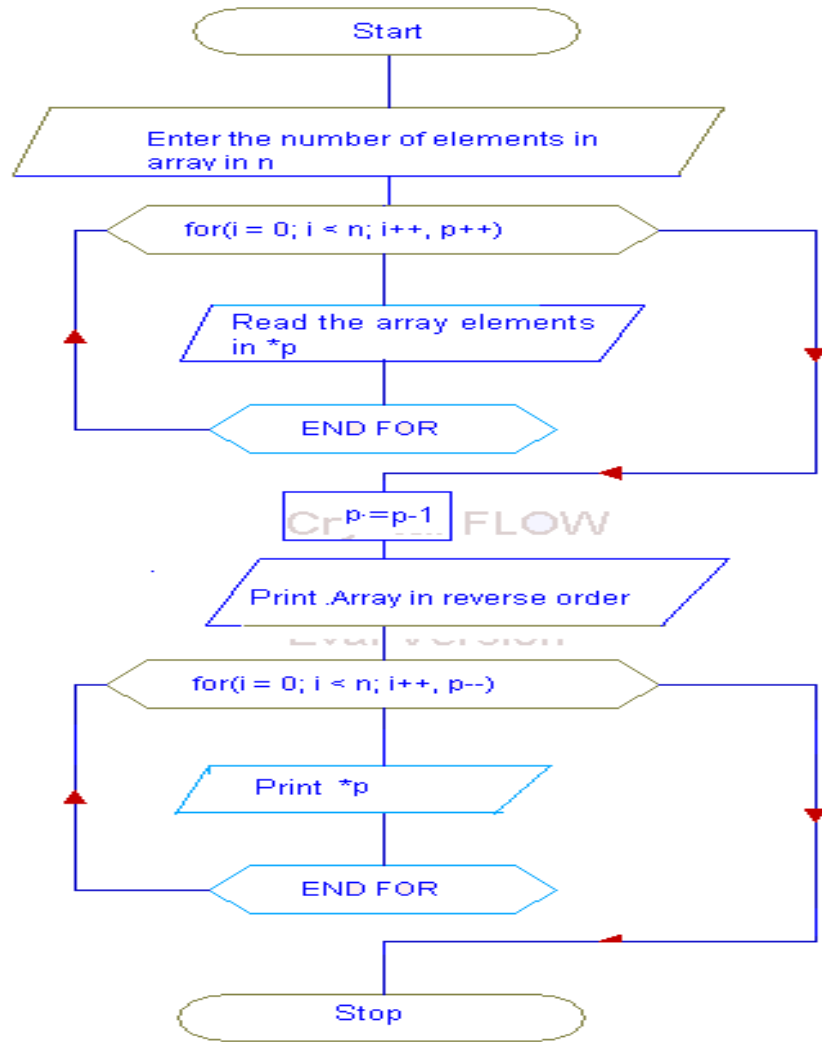 Start
Enter the number of elements in
array in n
for(i = 0; i < n; i++, p++)
Read the array elements
in *p
END FOR
p=p-1
FLOW
Print .Array in reverse order
for(i = 0; i < n; i++, p--)
Print *p
END FOR
Stop